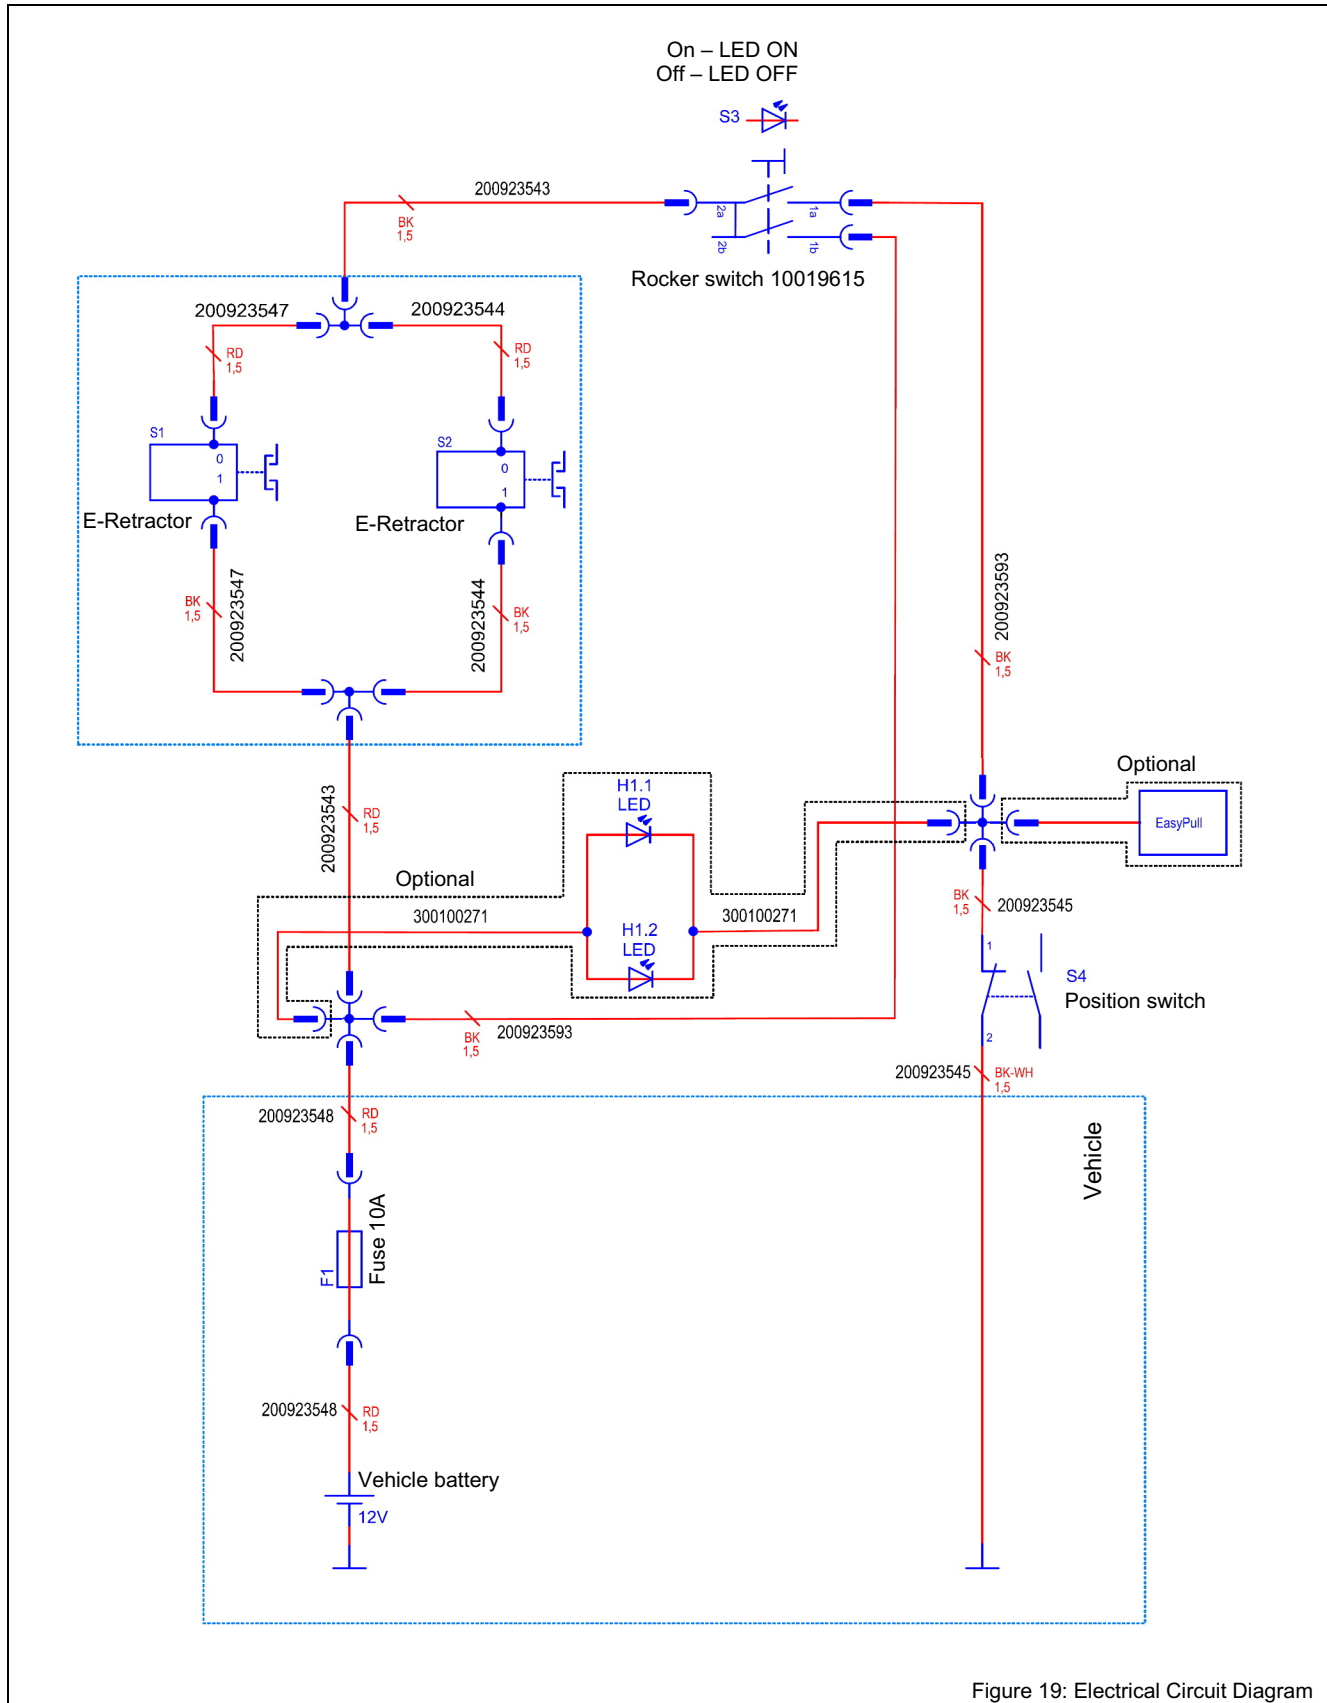 On – LED ON
Off – LED OFF
S3
200923543
BK
1,5
2a
1a
2b
1b
Rocker switch 10019615
200923547
200923544
RD
1,5
RD
1,5
S1
0
1
E-Retractor
S2
0
1
E-Retractor
BK
1,5
200923547
200923544
BK
1,5
200923593
BK
1,5
200923543
RD
1,5
Optional
H1.1
LED
Optional
EasyPull
300100271
H1.2
LED
300100271
BK
1,5
200923545
1
S4
Position switch
2
BK
1,5
200923593
200923545
BK-WH
1,5
200923548
RD
1,5
Vehicle
F1
Fuse 10A
200923548
RD
1,5
Vehicle battery
12V
Figure 19: Electrical Circuit Diagram